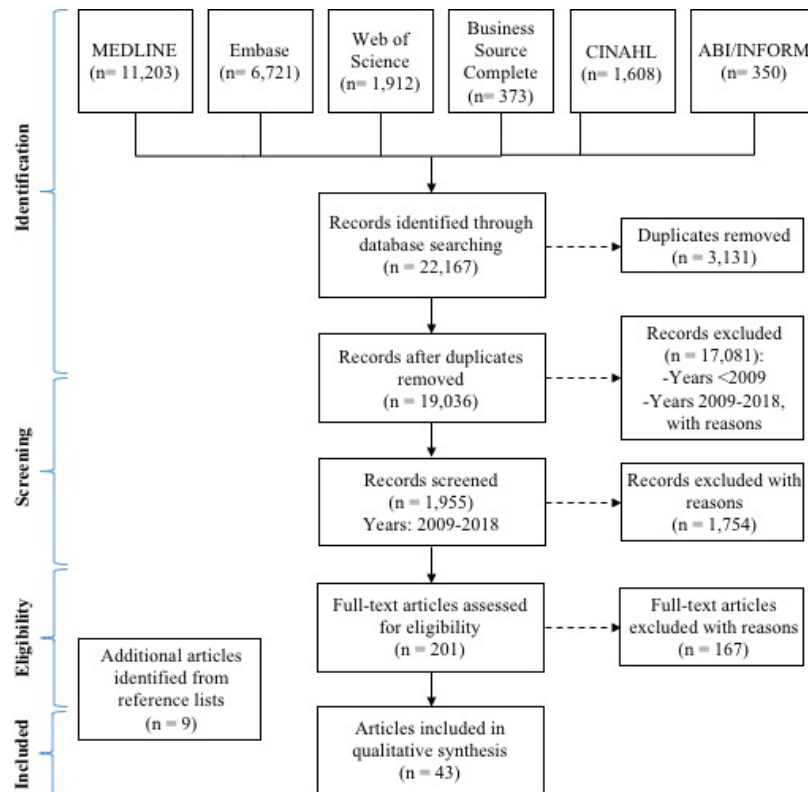 MEDLINE
(n= 11,203)
Embase
(n= 6,721)
Web of
Science
(n= 1,912)
Business
Source
Complete
(n= 373)
CINAHL
(n= 1,608)
ABI/INFORM
(n= 350)
Identification
Records identified through
database searching
(n = 22,167)
Duplicates removed
(n = 3,131)
Records after duplicates
removed
(n = 19,036)
Records excluded
(n = 17,081):
-Years <2009
-Years 2009-2018,
with reasons
Screening
Records screened
(n = 1,955)
Years: 2009-2018
Records excluded with
reasons
(n = 1,754)
Eligibility
Full-text articles assessed
for eligibility
(n = 201)
Full-text articles
excluded with reasons
(n = 167)
Additional articles
identified from
reference lists
(n = 9)
Included
Articles included in
qualitative synthesis
(n = 43)